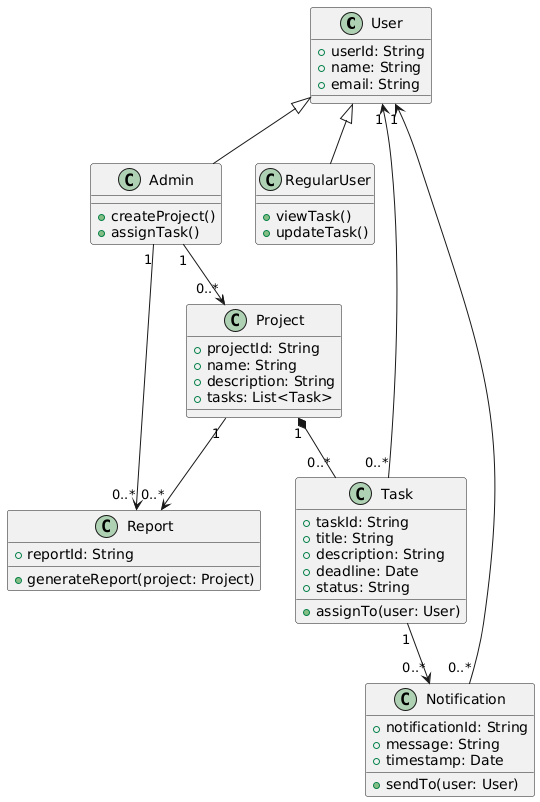 C User
+ userId: String
+ name: String
+ email: String
1 1
C Admin
+ createProject()
+ assignTask()
C RegularUser
+ viewTask()
+ updateTask()
1 1
0..*
C Project
+ projectId: String
+ name: String
+ description: String
+ tasks: List<Task>
1 1
0..* 0..*
0..* 0..*
C Report
reportId: String
generateReport(project: Project)
C Task
taskId: String
title: String
description: String
deadline: Date
status: String
assignTo(user: User)
1
0..* 0..*
C Notification
notificationId: String
message: String
timestamp: Date
sendTo(user: User)